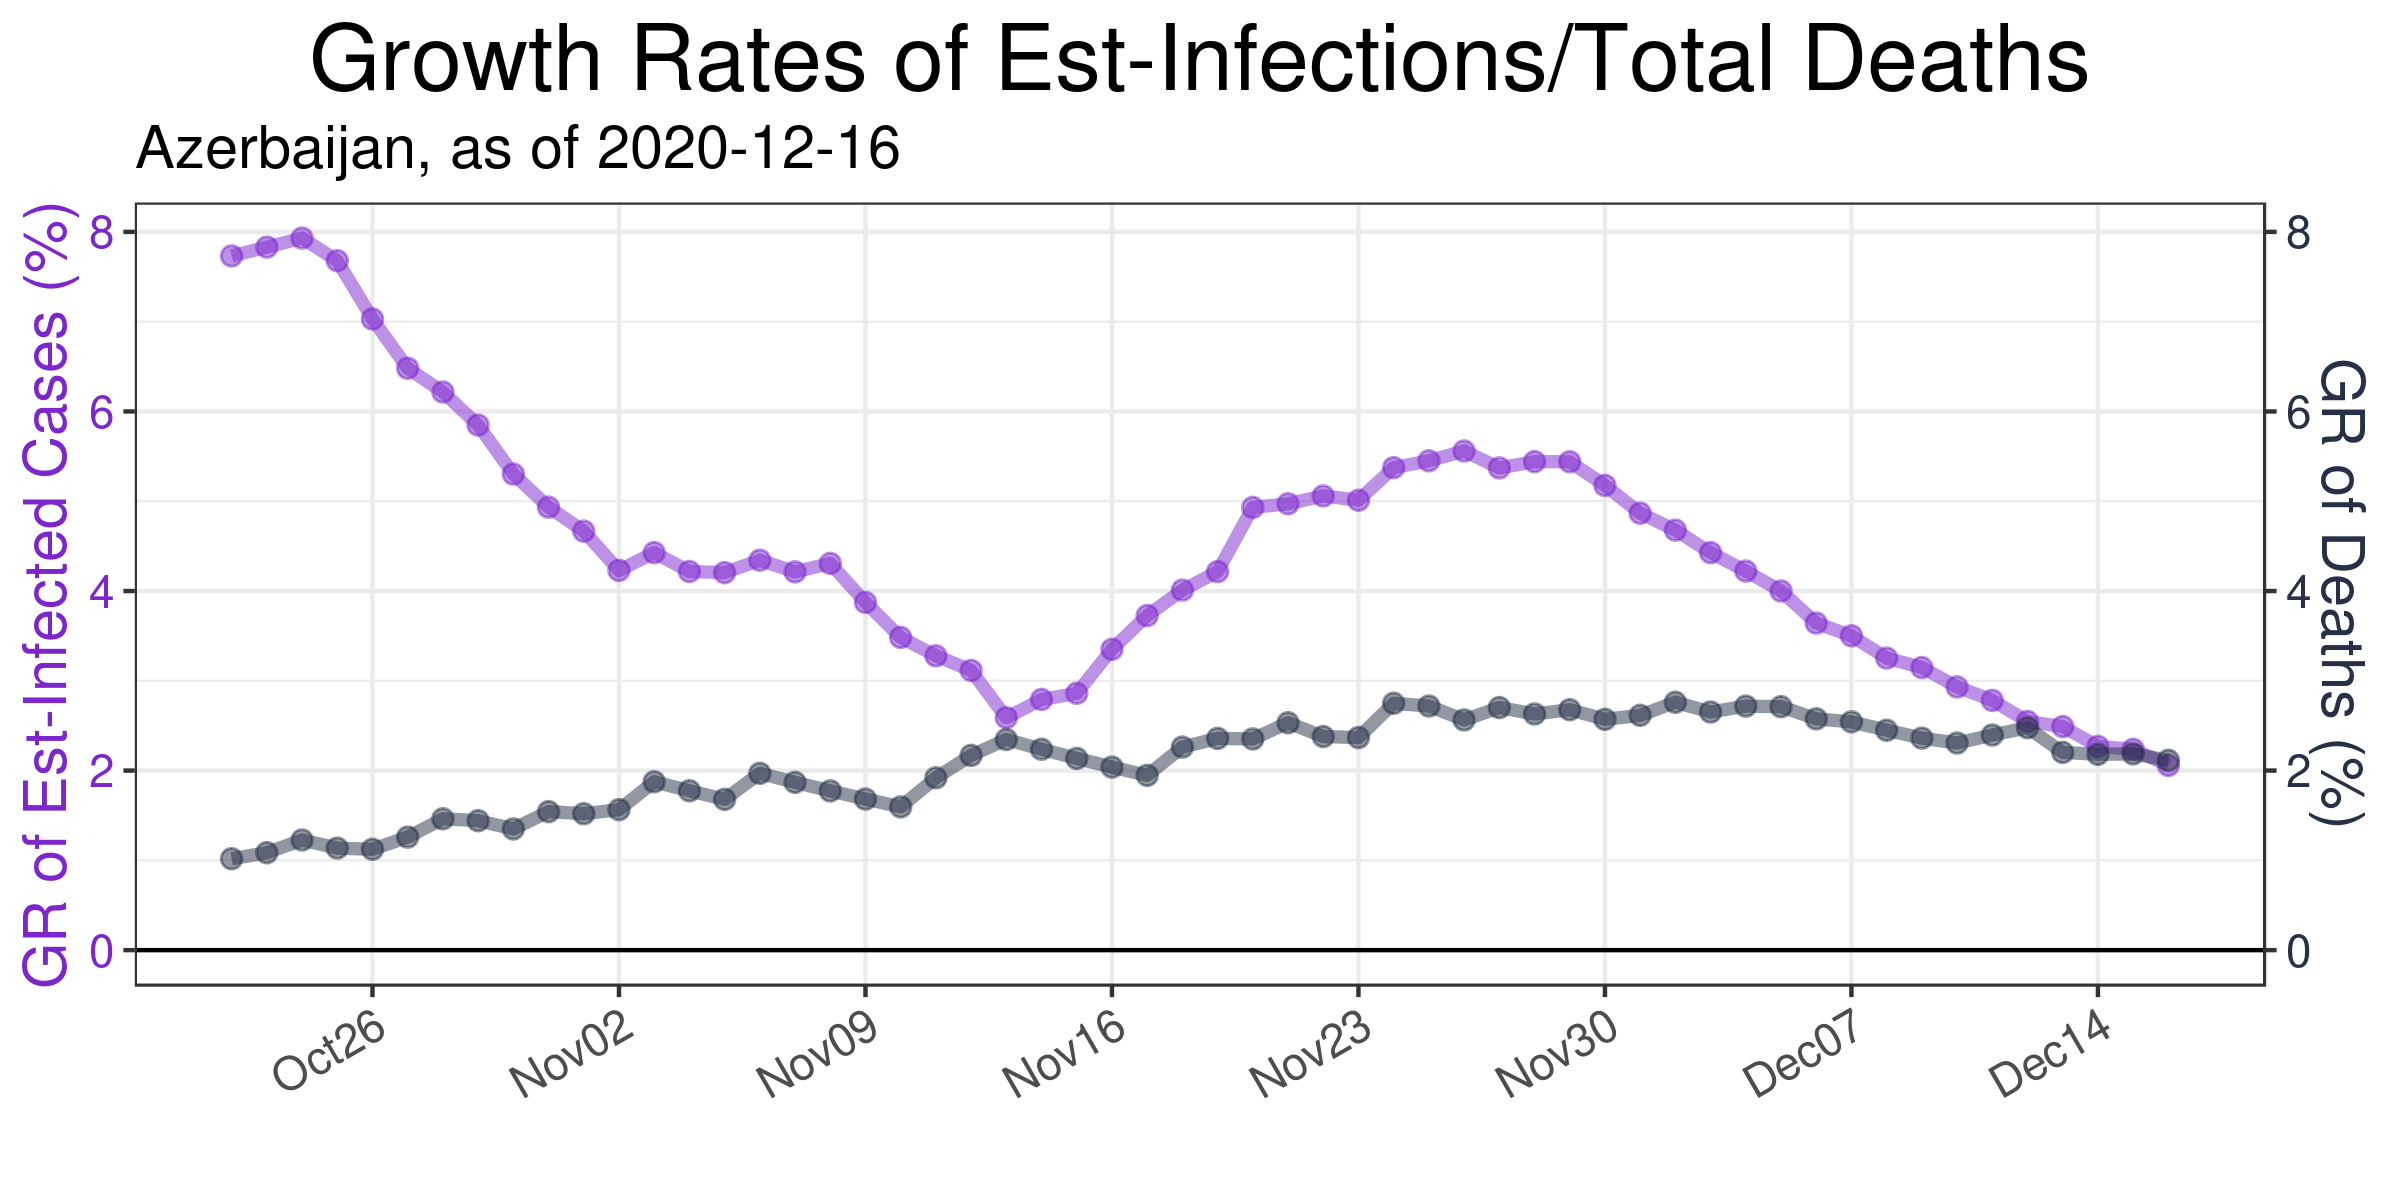 Growth Rates of Est-Infections/Total Deaths
Azerbaijan, as of 2020-12-16
GR of Est-Infected Cases (%)
8
6
4
2
0
8
6
4
2
0
GR of Deaths (%)
Oct26
Nov02
Nov09
Nov16
Nov23
Nov30
Dec07
Dec14